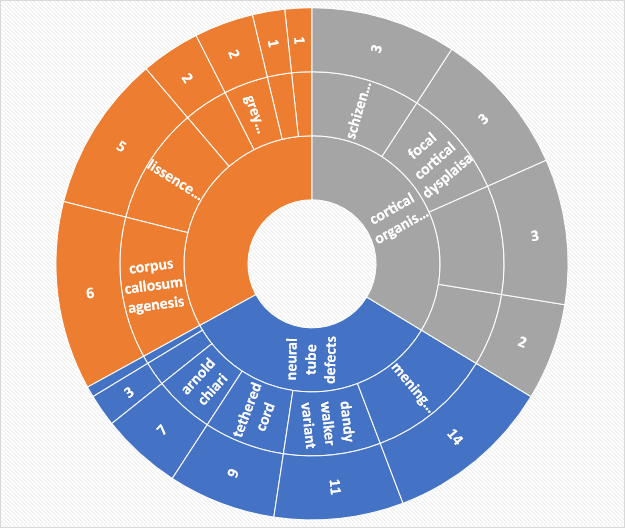 3
3
3
2
schizen...
focal
cortical
dysplaisa
cortical
organis...
14
11
9
7
3
mening...
dandy
walker
variant
tethered
cord
arnold
chiari
neural
tube
defects
6
5
2
2
1
1
corpus
callosum
agenesis
lissence...
grey...